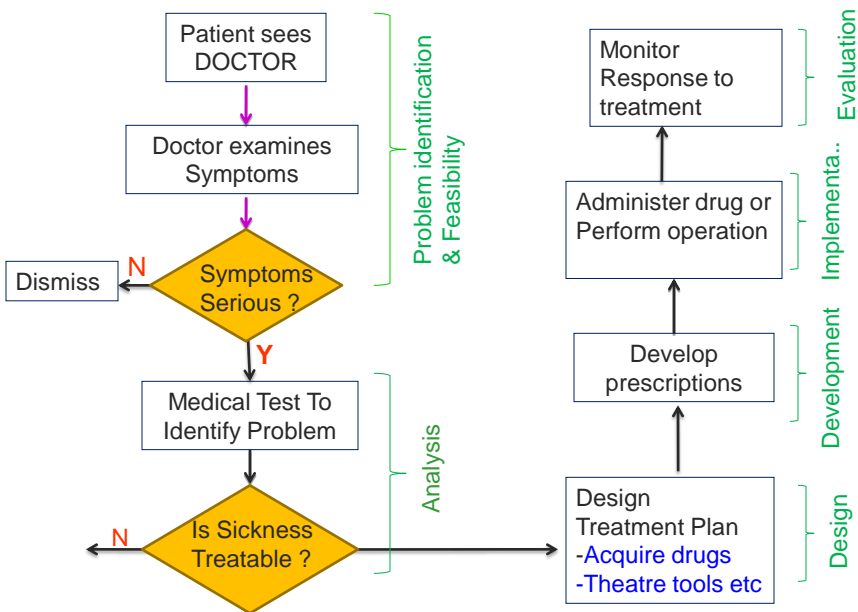 Patient sees
DOCTOR
Doctor examines
Symptoms
Problem identification
& Feasibility
Symptoms
Serious ?
N
Dismiss
Y
Medical Test To
Identify Problem
Analysis
Is Sickness
Treatable ?
N
Design
Treatment Plan
-Acquire drugs
-Theatre tools etc
Design
Develop
prescriptions
Development
Administer drug or
Perform operation
Implementa..
Monitor
Response to
treatment
Evaluation